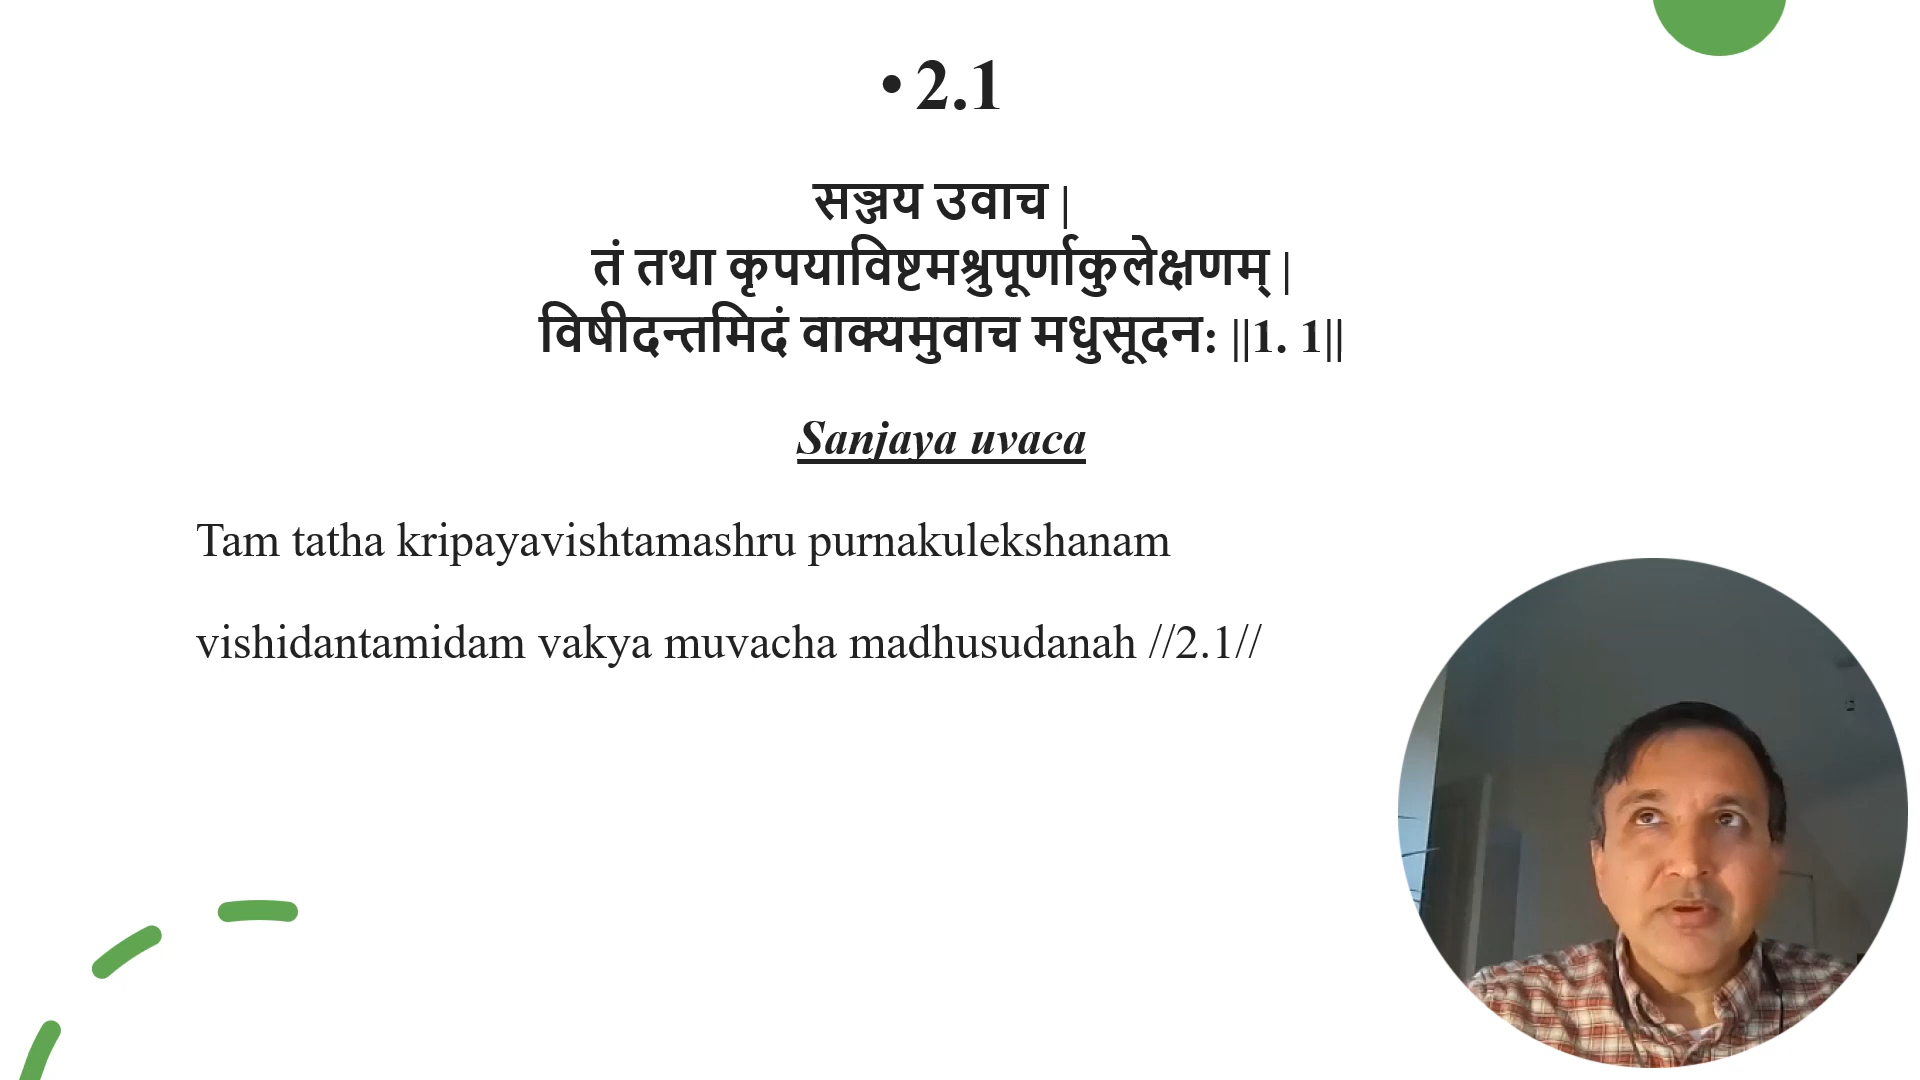 • 2.1
सञ्जय उवाच |
तं तथा कृपयाविष्टमश्रुपूर्णाकुलेक्षणम् |
विषीदन्तमिदं वाक्यमुवाच मधुसूदनः ||1. 1||
Sanjaya uvaca
Tam tatha kripayavishtamashru purnakulekshanam
vishidantamidam vakya muvacha madhusudanah //2.1//